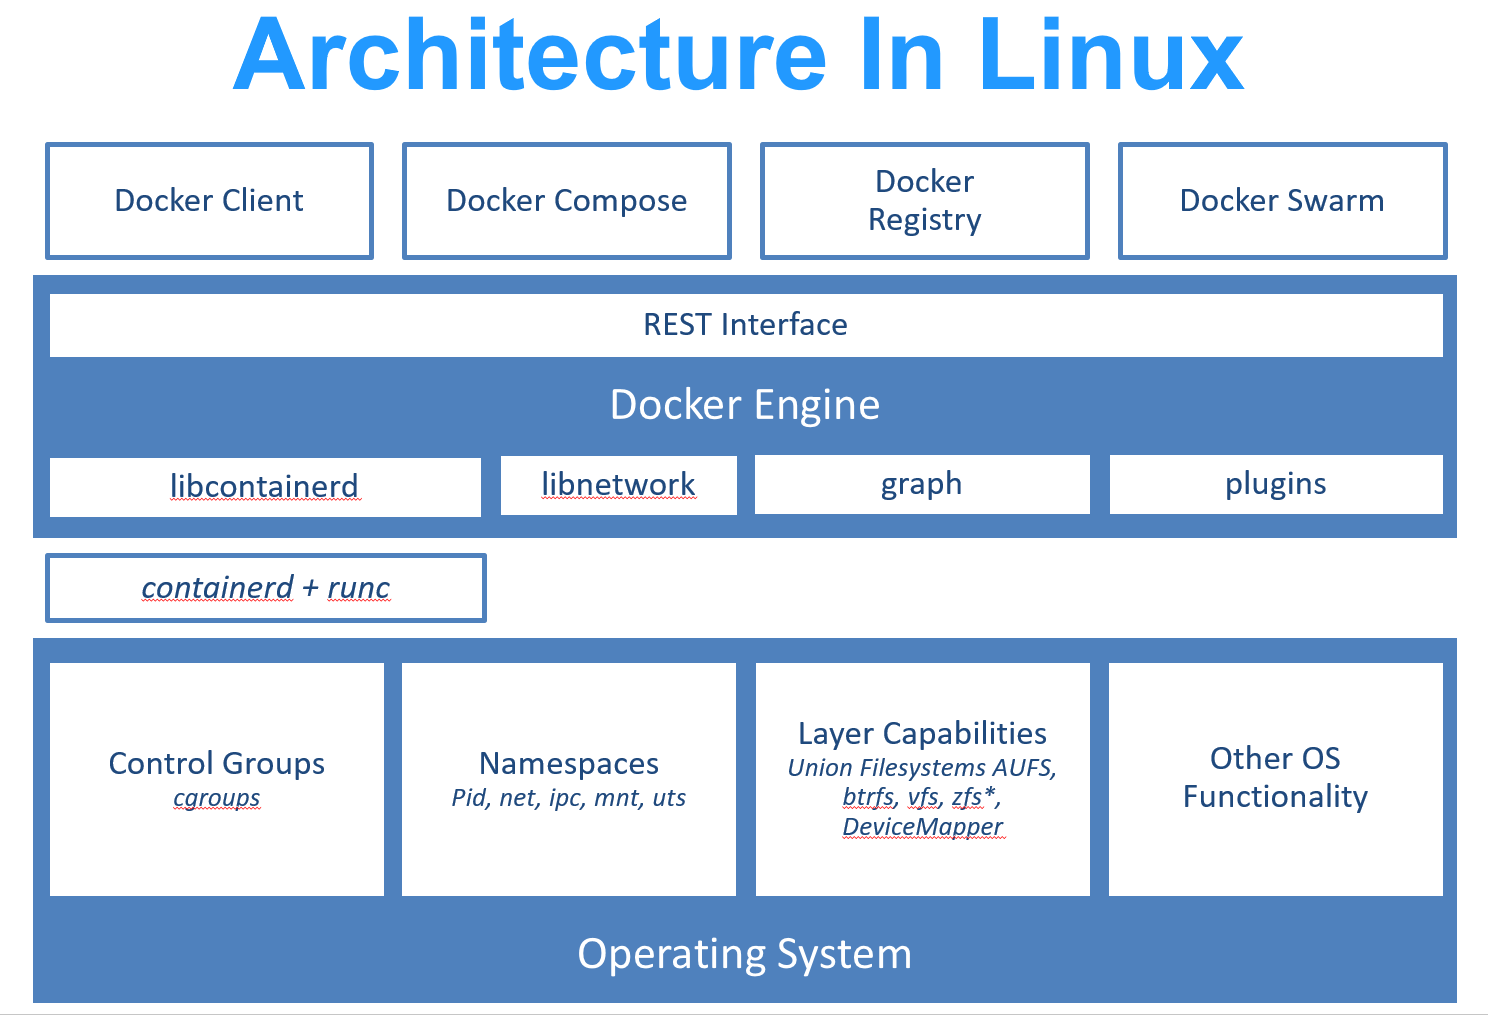 Architecture In Linux
Docker Client
Docker Compose
Docker
Registry
Docker Swarm
REST Interface
Docker Engine
libcontainerd
libnetwork
graph
plugins
containerd + runc
Control Groups
cgroups
Namespaces
Pid, net, ipc, mnt, uts
Layer Capabilities
Union Filesystems AUFS,
btrfs, vfs, zfs*,
DeviceMapper
Other OS
Functionality
Operating System